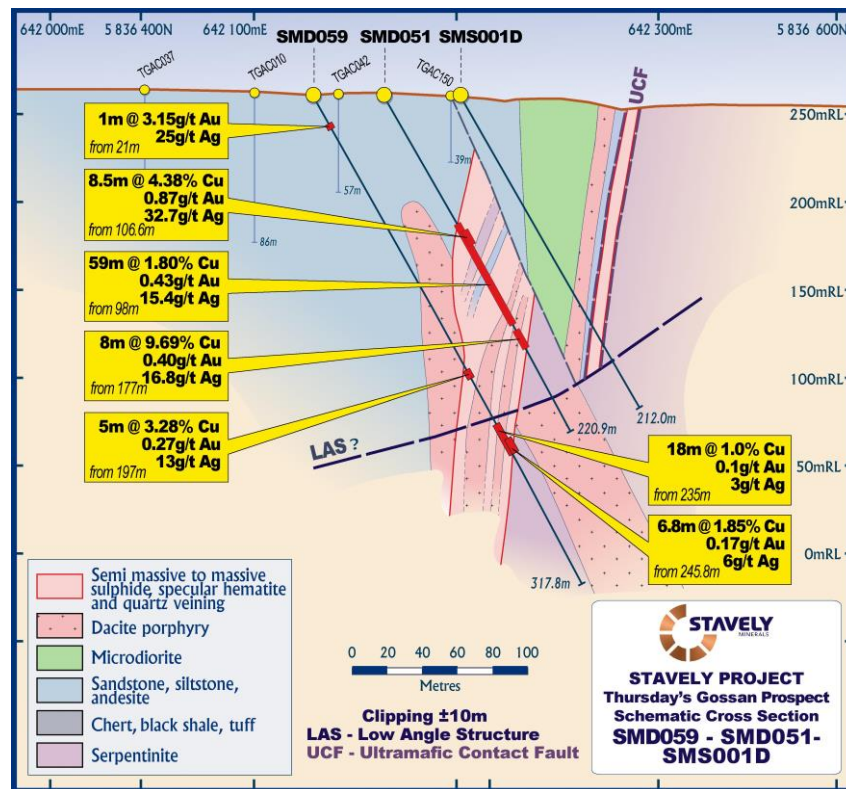 642 000mE
5 836 400N
642 100mE
642 300mE
5 836 600N
SMD059
SMD051
SMS001D
TGAC037
TGAC010
TGAC042
TGAC150
UCF
250mRL
200mRL
150mRL
100mRL
50mRL
0mRL
1m @ 3.15g/t Au
25g/t Ag
from 21m
8.5m @ 4.38% Cu
0.87g/t Au
32.7g/t Ag
from 106.6m
59m @ 1.80% Cu
0.43g/t Au
15.4g/t Ag
from 98m
8m @ 9.69% Cu
0.40g/t Au
16.8g/t Ag
from 177m
5m @ 3.28% Cu
0.27g/t Au
13g/t Ag
from 197m
39m
57m
86m
LAS ?
220.9m
212.0m
317.8m
18m @ 1.0% Cu
0.1g/t Au
3g/t Ag
from 235m
6.8m @ 1.85% Cu
0.17g/t Au
6g/t Ag
from 245.8m
Semi massive to massive
sulphide, specular hematite
and quartz veining
Dacite porphyry
Microdiorite
Sandstone, siltstone,
andesite
Chert, black shale, tuff
Serpentinite
0 20 40 60 80 100
Metres
Clipping ±10m
LAS - Low Angle Structure
UCF - Ultramafic Contact Fault
STAVELY
MINERALS
STAVELY PROJECT
Thursday's Gossan Prospect
Schematic Cross Section
SMD059 - SMD051-
SMS001D